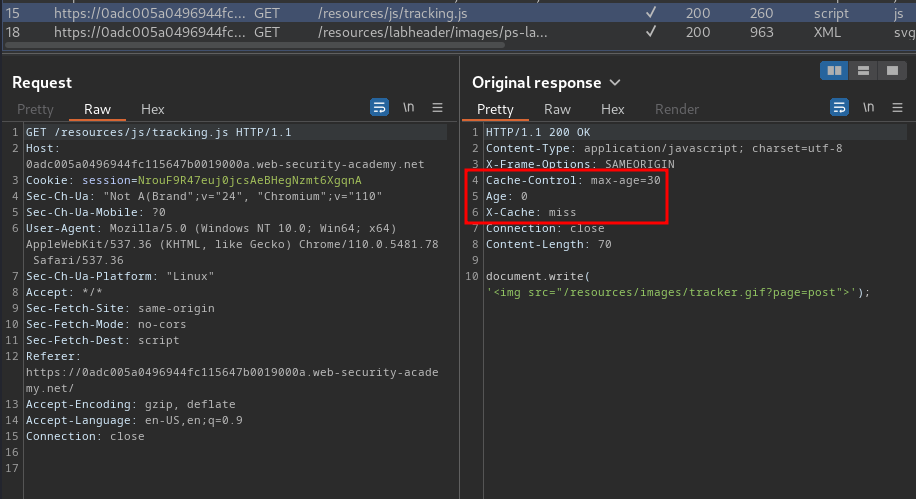 15 https://0adc005a0496944fc... GET /resources/js/tracking.js ✓ 200 260 script js
18 https://0adc005a0496944fc... GET /resources/labheader/images/ps-la... ✓ 200 963 XML svg
Request
Pretty Raw Hex \n
1 GET /resources/js/tracking.js HTTP/1.1
2 Host:
0adc005a0496944fc115647b0019000a.web-security-academy.net
3 Cookie: session=NrouF9R47euj0jcsAeBHegNzmt6XgqnA
4 Sec-Ch-Ua: "Not A(Brand";v="24", "Chromium";v="110"
5 Sec-Ch-Ua-Mobile: ?0
6 User-Agent: Mozilla/5.0 (Windows NT 10.0; Win64; x64)
AppleWebKit/537.36 (KHTML, like Gecko) Chrome/110.0.5481.78
Safari/537.36
7 Sec-Ch-Ua-Platform: "Linux"
8 Accept: */*
9 Sec-Fetch-Site: same-origin
10 Sec-Fetch-Mode: no-cors
11 Sec-Fetch-Dest: script
12 Referer:
https://0adc005a0496944fc115647b0019000a.web-security-acade
my.net/
13 Accept-Encoding: gzip, deflate
14 Accept-Language: en-US,en;q=0.9
15 Connection: close
16
17
Original response
Pretty Raw Hex Render \n
1 HTTP/1.1 200 OK
2 Content-Type: application/javascript; charset=utf-8
3 X-Frame-Options: SAMEORIGIN
4 Cache-Control: max-age=30
5 Age: 0
6 X-Cache: miss
7 Connection: close
8 Content-Length: 70
9
10 document.write(
'<img src="/resources/images/tracker.gif?page=post">');